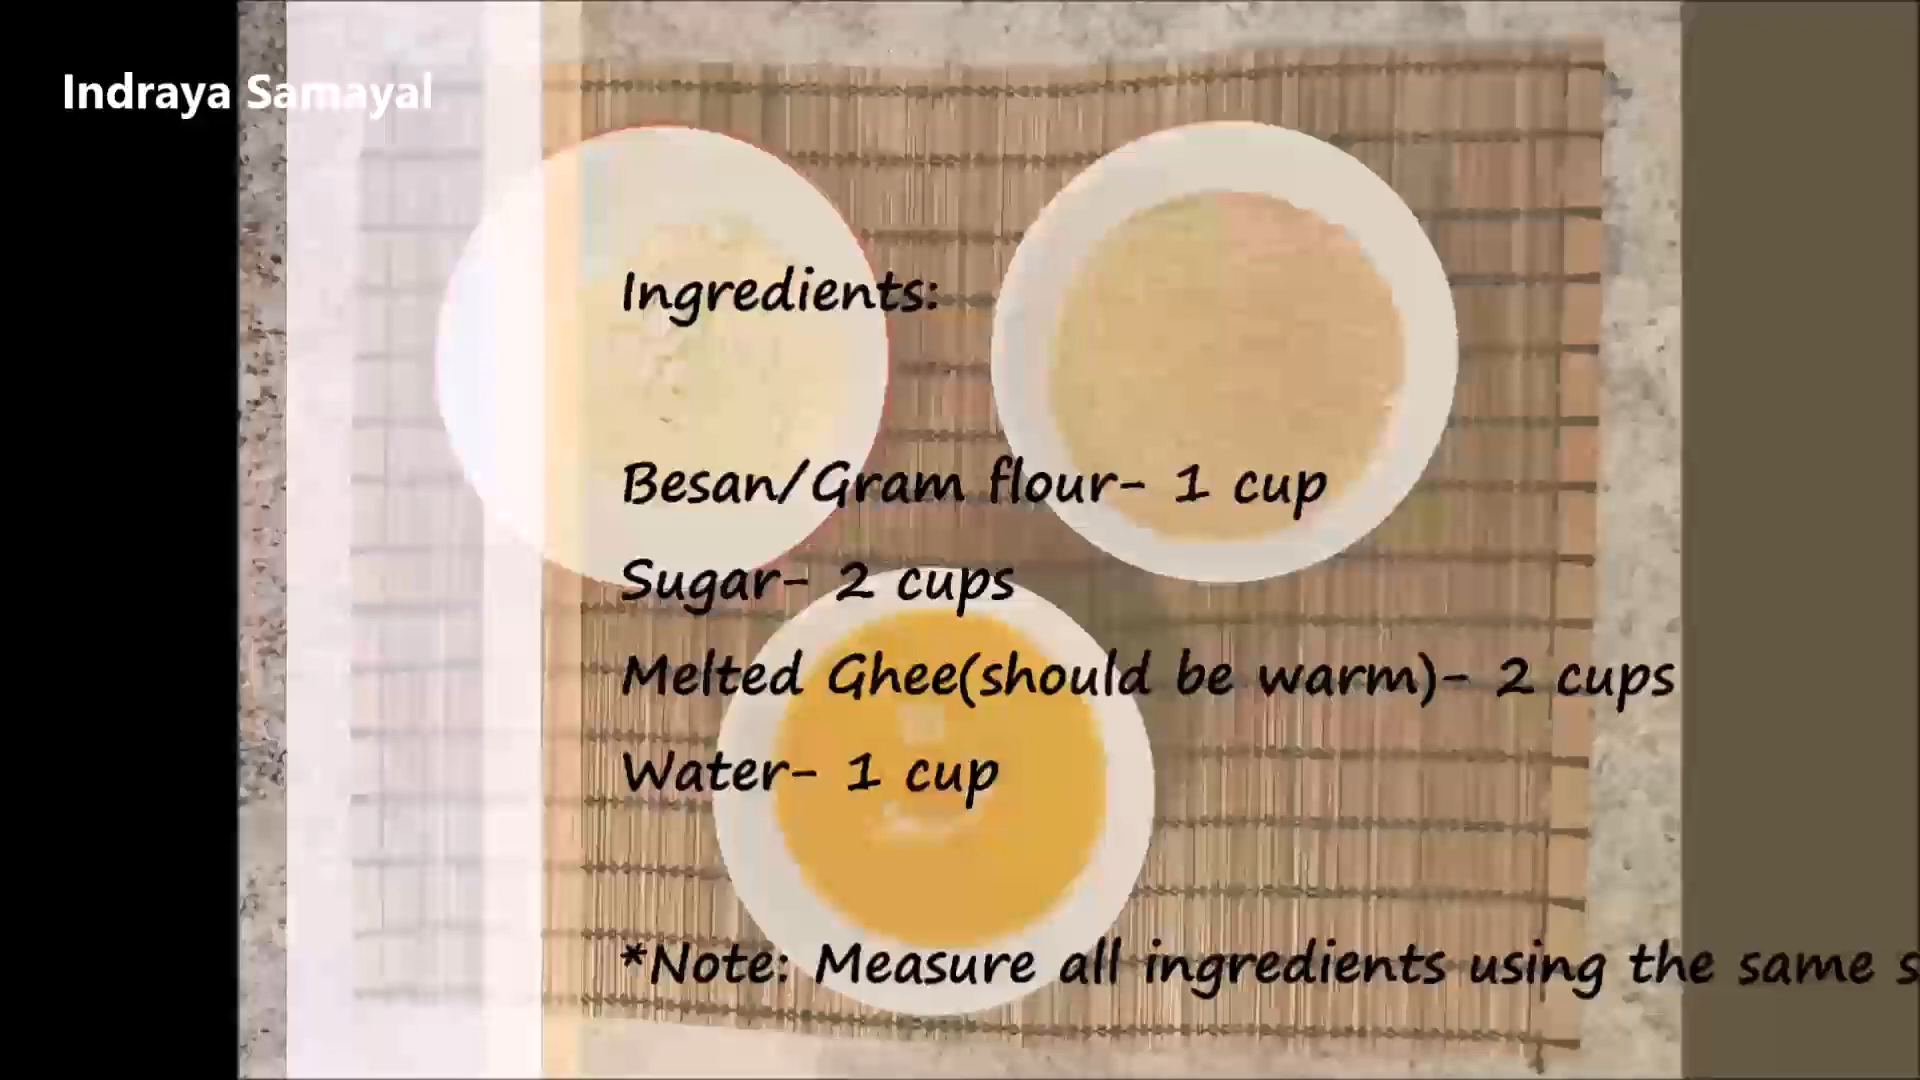 Indraya Samayal
Ingredients:
Besan/Gram flour- 1 cup
Sugar- 2 cups
Melted Ghee(should be warm)- 2 cups
Water- 1 cup
*Note: Measure all ingredients using the same s